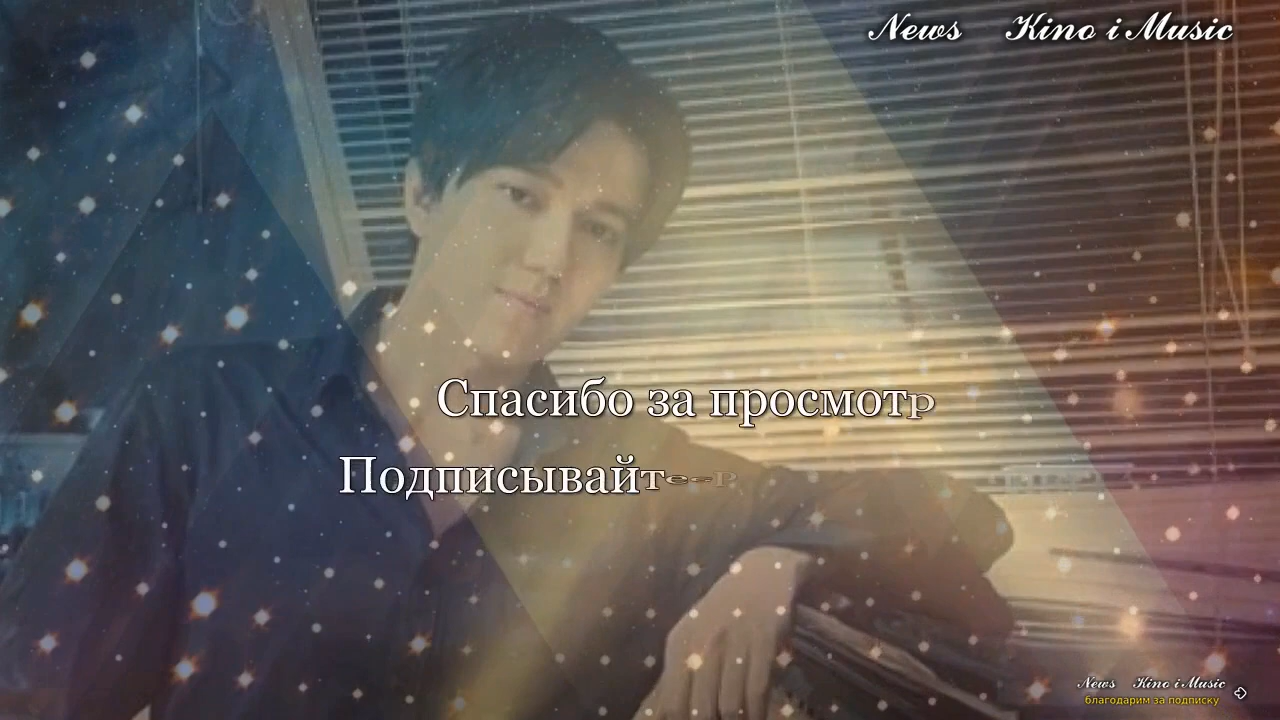 News Kino i Music
Спасибо за просмотр
Подписывайте
News Kino i Music
благодарим за подписку